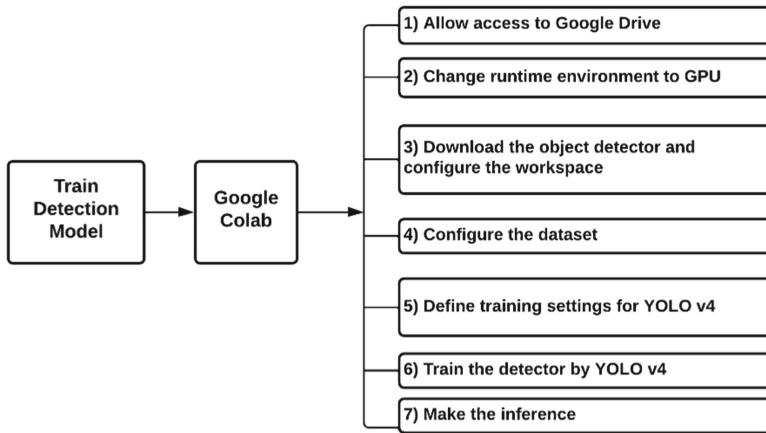 Train
Detection
Model
Google
Colab
1) Allow access to Google Drive
2) Change runtime environment to GPU
3) Download the object detector and
configure the workspace
4) Configure the dataset
5) Define training settings for YOLO v4
6) Train the detector by YOLO v4
7) Make the inference